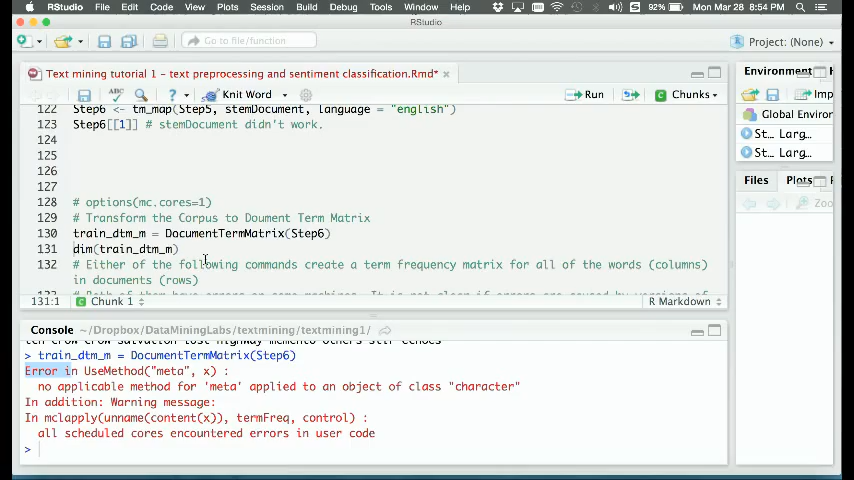 RStudio File Edit Code View Plots Session Build Debug Tools Window Help 92% Mon Mar 28 8:54 PM
RStudio
Go to file/function Project: (None)
Text mining tutorial 1 - text preprocessing and sentiment classification.Rmd*
ABC Knit Word Run Chunks
122 Step6 <- tm_map(Step5, stemDocument, language = "english")
123 Step6[[1]] # stemDocument didn't work.
124
125
126
127
128 # options(mc.cores=1)
129 # Transform the Corpus to Doument Term Matrix
130 train_dtm_m = DocumentTermMatrix(Step6)
131 dim(train_dtm_m)
132 # Either of the following commands create a term frequency matrix for all of the words (columns)
in documents (rows)
131:1 Chunk 1 R Markdown
Console ~/Dropbox/DataMiningLabs/textmining/textmining1/
> train_dtm_m = DocumentTermMatrix(Step6)
Error in UseMethod("meta", x) :
no applicable method for 'meta' applied to an object of class "character"
In addition: Warning message:
In mclapply(unname(content(x)), termFreq, control) :
all scheduled cores encountered errors in user code
>
Environment
Global Environ
St... Larg...
St... Larg...
Files Plots
Zoo